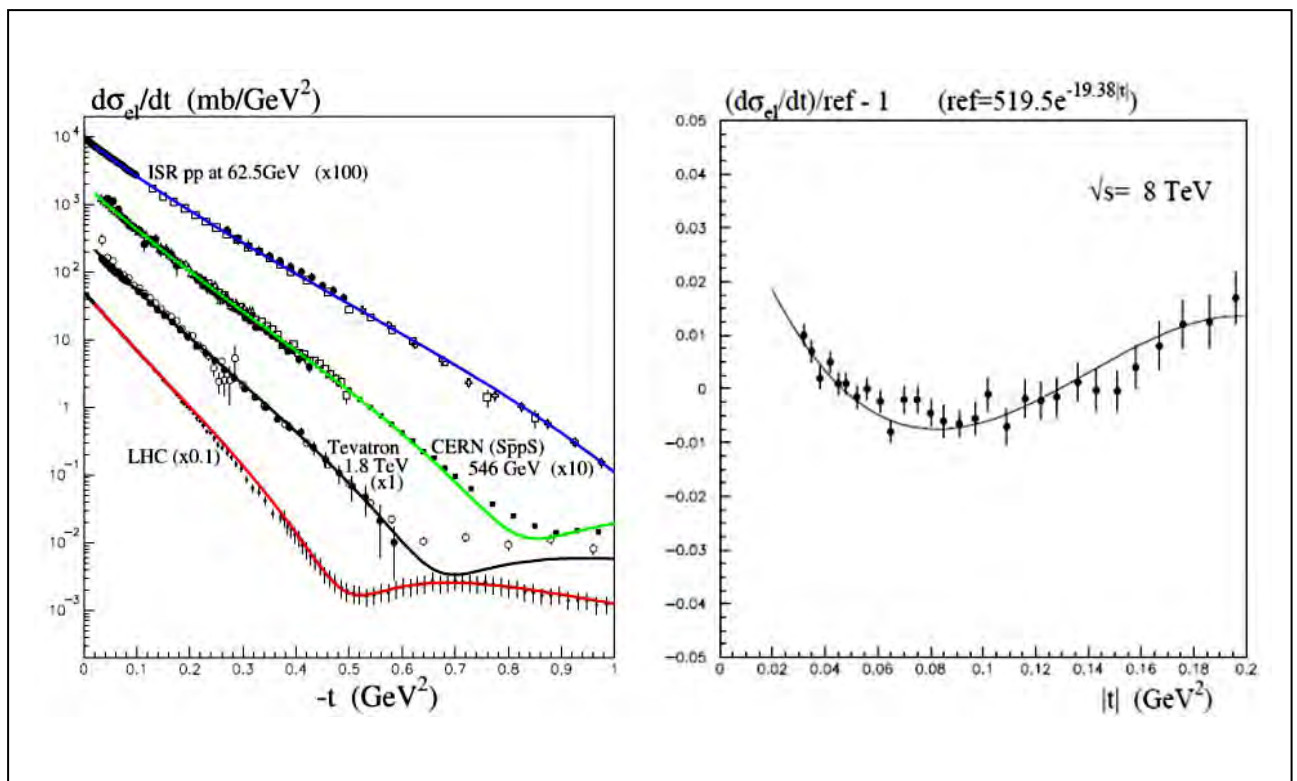 dσ_el/dt (mb/GeV²)
10⁴
10³
10²
10
1
10⁻¹
10⁻²
10⁻³
ISR pp at 62.5GeV (x100)
LHC (x0.1)
Tevatron
1.8 TeV
(x1)
CERN (Sp̄pS)
546 GeV (x10)
0 0.1 0.2 0.3 0.4 0.5 0.6 0.7 0.8 0.9 1
-t (GeV²)
(dσ_el/dt)/ref - 1 (ref=519.5e^-19.38|t|)
√s= 8 TeV
0.05
0.04
0.03
0.02
0.01
0
-0.01
-0.02
-0.03
-0.04
-0.05
0 0.02 0.04 0.06 0.08 0.1 0.12 0.14 0.16 0.18 0.2
|t| (GeV²)